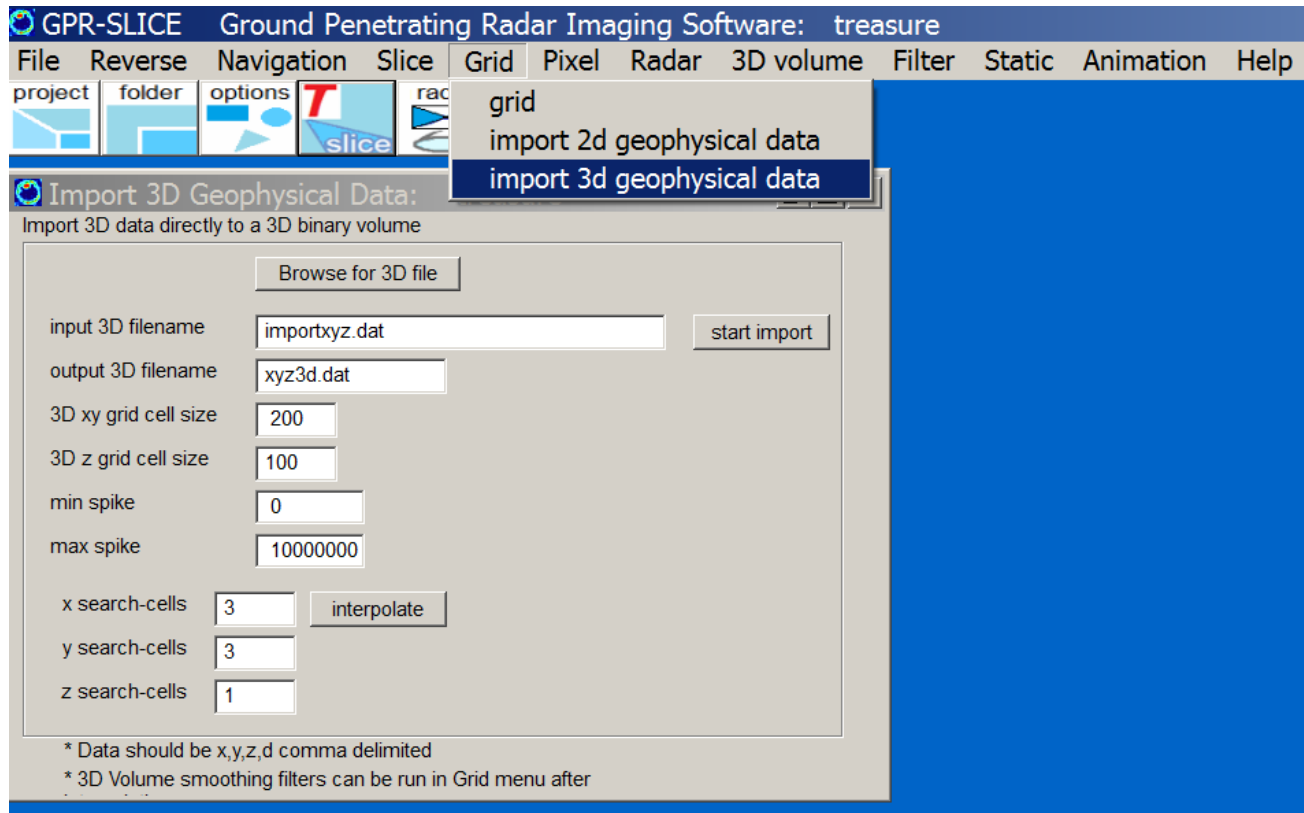 GPR-SLICE Ground Penetrating Radar Imaging Software: treasure
File Reverse Navigation Slice Grid Pixel Radar 3D volume Filter Static Animation Help
project folder options T slice
grid
import 2d geophysical data
import 3d geophysical data
Import 3D Geophysical Data:
Import 3D data directly to a 3D binary volume
Browse for 3D file
input 3D filename importxyz.dat start import
output 3D filename xyz3d.dat
3D xy grid cell size 200
3D z grid cell size 100
min spike 0
max spike 10000000
x search-cells 3 interpolate
y search-cells 3
z search-cells 1
* Data should be x,y,z,d comma delimited
* 3D Volume smoothing filters can be run in Grid menu after